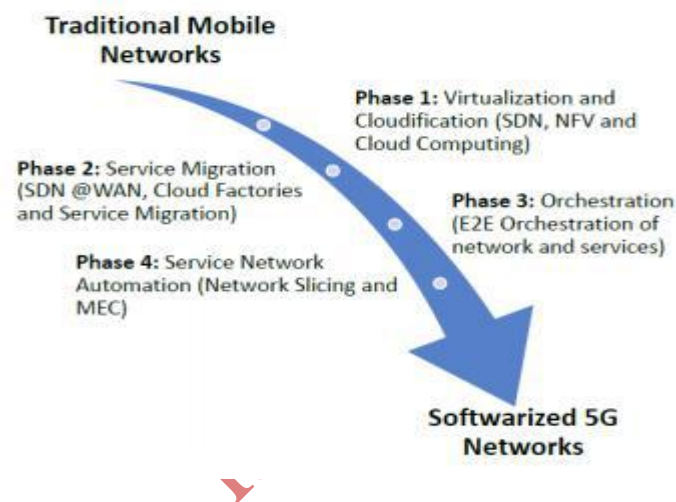 Traditional Mobile
Networks
Phase 1: Virtualization and
Cloudification (SDN, NFV and
Cloud Computing)
Phase 2: Service Migration
(SDN @WAN, Cloud Factories
and Service Migration)
Phase 3: Orchestration
(E2E Orchestration of
network and services)
Phase 4: Service Network
Automation (Network Slicing and
MEC)
Softwarized 5G
Networks